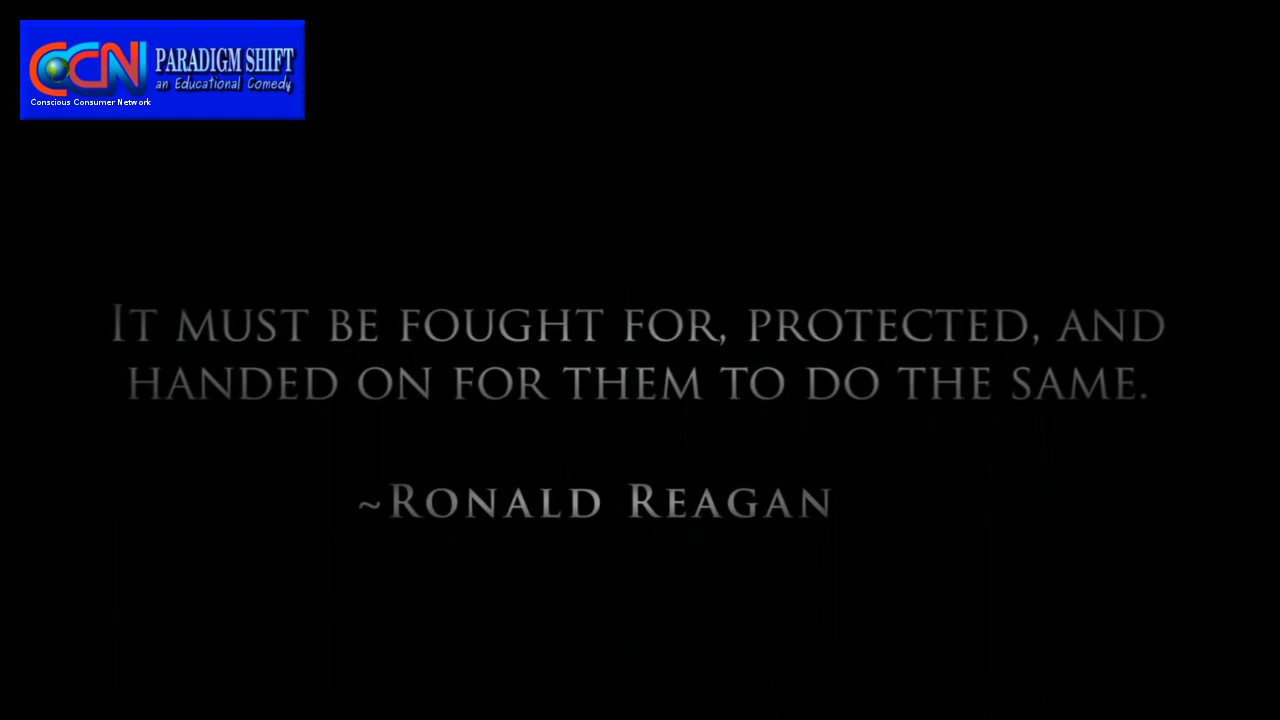 CCN PARADIGM SHIFT
an Educational Comedy
Conscious Consumer Network
IT MUST BE FOUGHT FOR, PROTECTED, AND
HANDED ON FOR THEM TO DO THE SAME.
~RONALD REAGAN